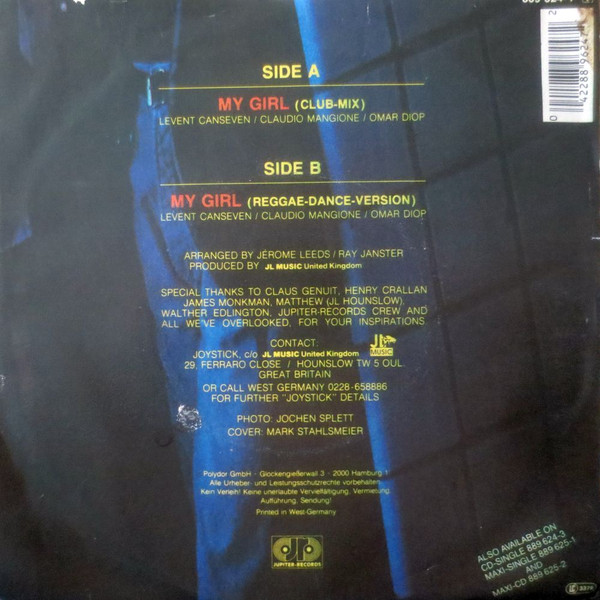 SIDE A
MY GIRL (CLUB-MIX)
LEVENT CANSEVEN / CLAUDIO MANGIONE / OMAR DIOP
SIDE B
MY GIRL (REGGAE-DANCE-VERSION)
LEVENT CANSEVEN / CLAUDIO MANGIONE / OMAR DIOP
ARRANGED BY JÉROME LEEDS / RAY JANSTER
PRODUCED BY JL MUSIC United Kingdom
SPECIAL THANKS TO CLAUS GENUIT, HENRY CRALLAN
JAMES MONKMAN, MATTHEW (JL HOUNSLOW),
WALTHER EDLINGTON, JUPITER-RECORDS CREW AND
ALL WE'VE OVERLOOKED, FOR YOUR INSPIRATIONS.
CONTACT:
JOYSTICK, c/o JL MUSIC United Kingdom
29, FERRARO CLOSE / HOUNSLOW TW 5 OUL.
GREAT BRITAIN
JL
MUSIC
OR CALL WEST GERMANY 0228-658886
FOR FURTHER "JOYSTICK" DETAILS
PHOTO: JOCHEN SPLETT
COVER: MARK STAHLSMEIER
Polydor GmbH - Glockengießerwall 3 - 2000 Hamburg 1
Alle Urheber- und Leistungsschutzrechte vorbehalten
Kein Verleih! Keine unerlaubte Vervielfältigung, Vermietung,
Aufführung, Sendung!
Printed in West-Germany
JUPITER-RECORDS
ALSO AVAILABLE ON
CD-SINGLE 889 624-3
MAXI-SINGLE 889 625-1
AND
MAXI-CD 889 625-2
0 42288 96247 2